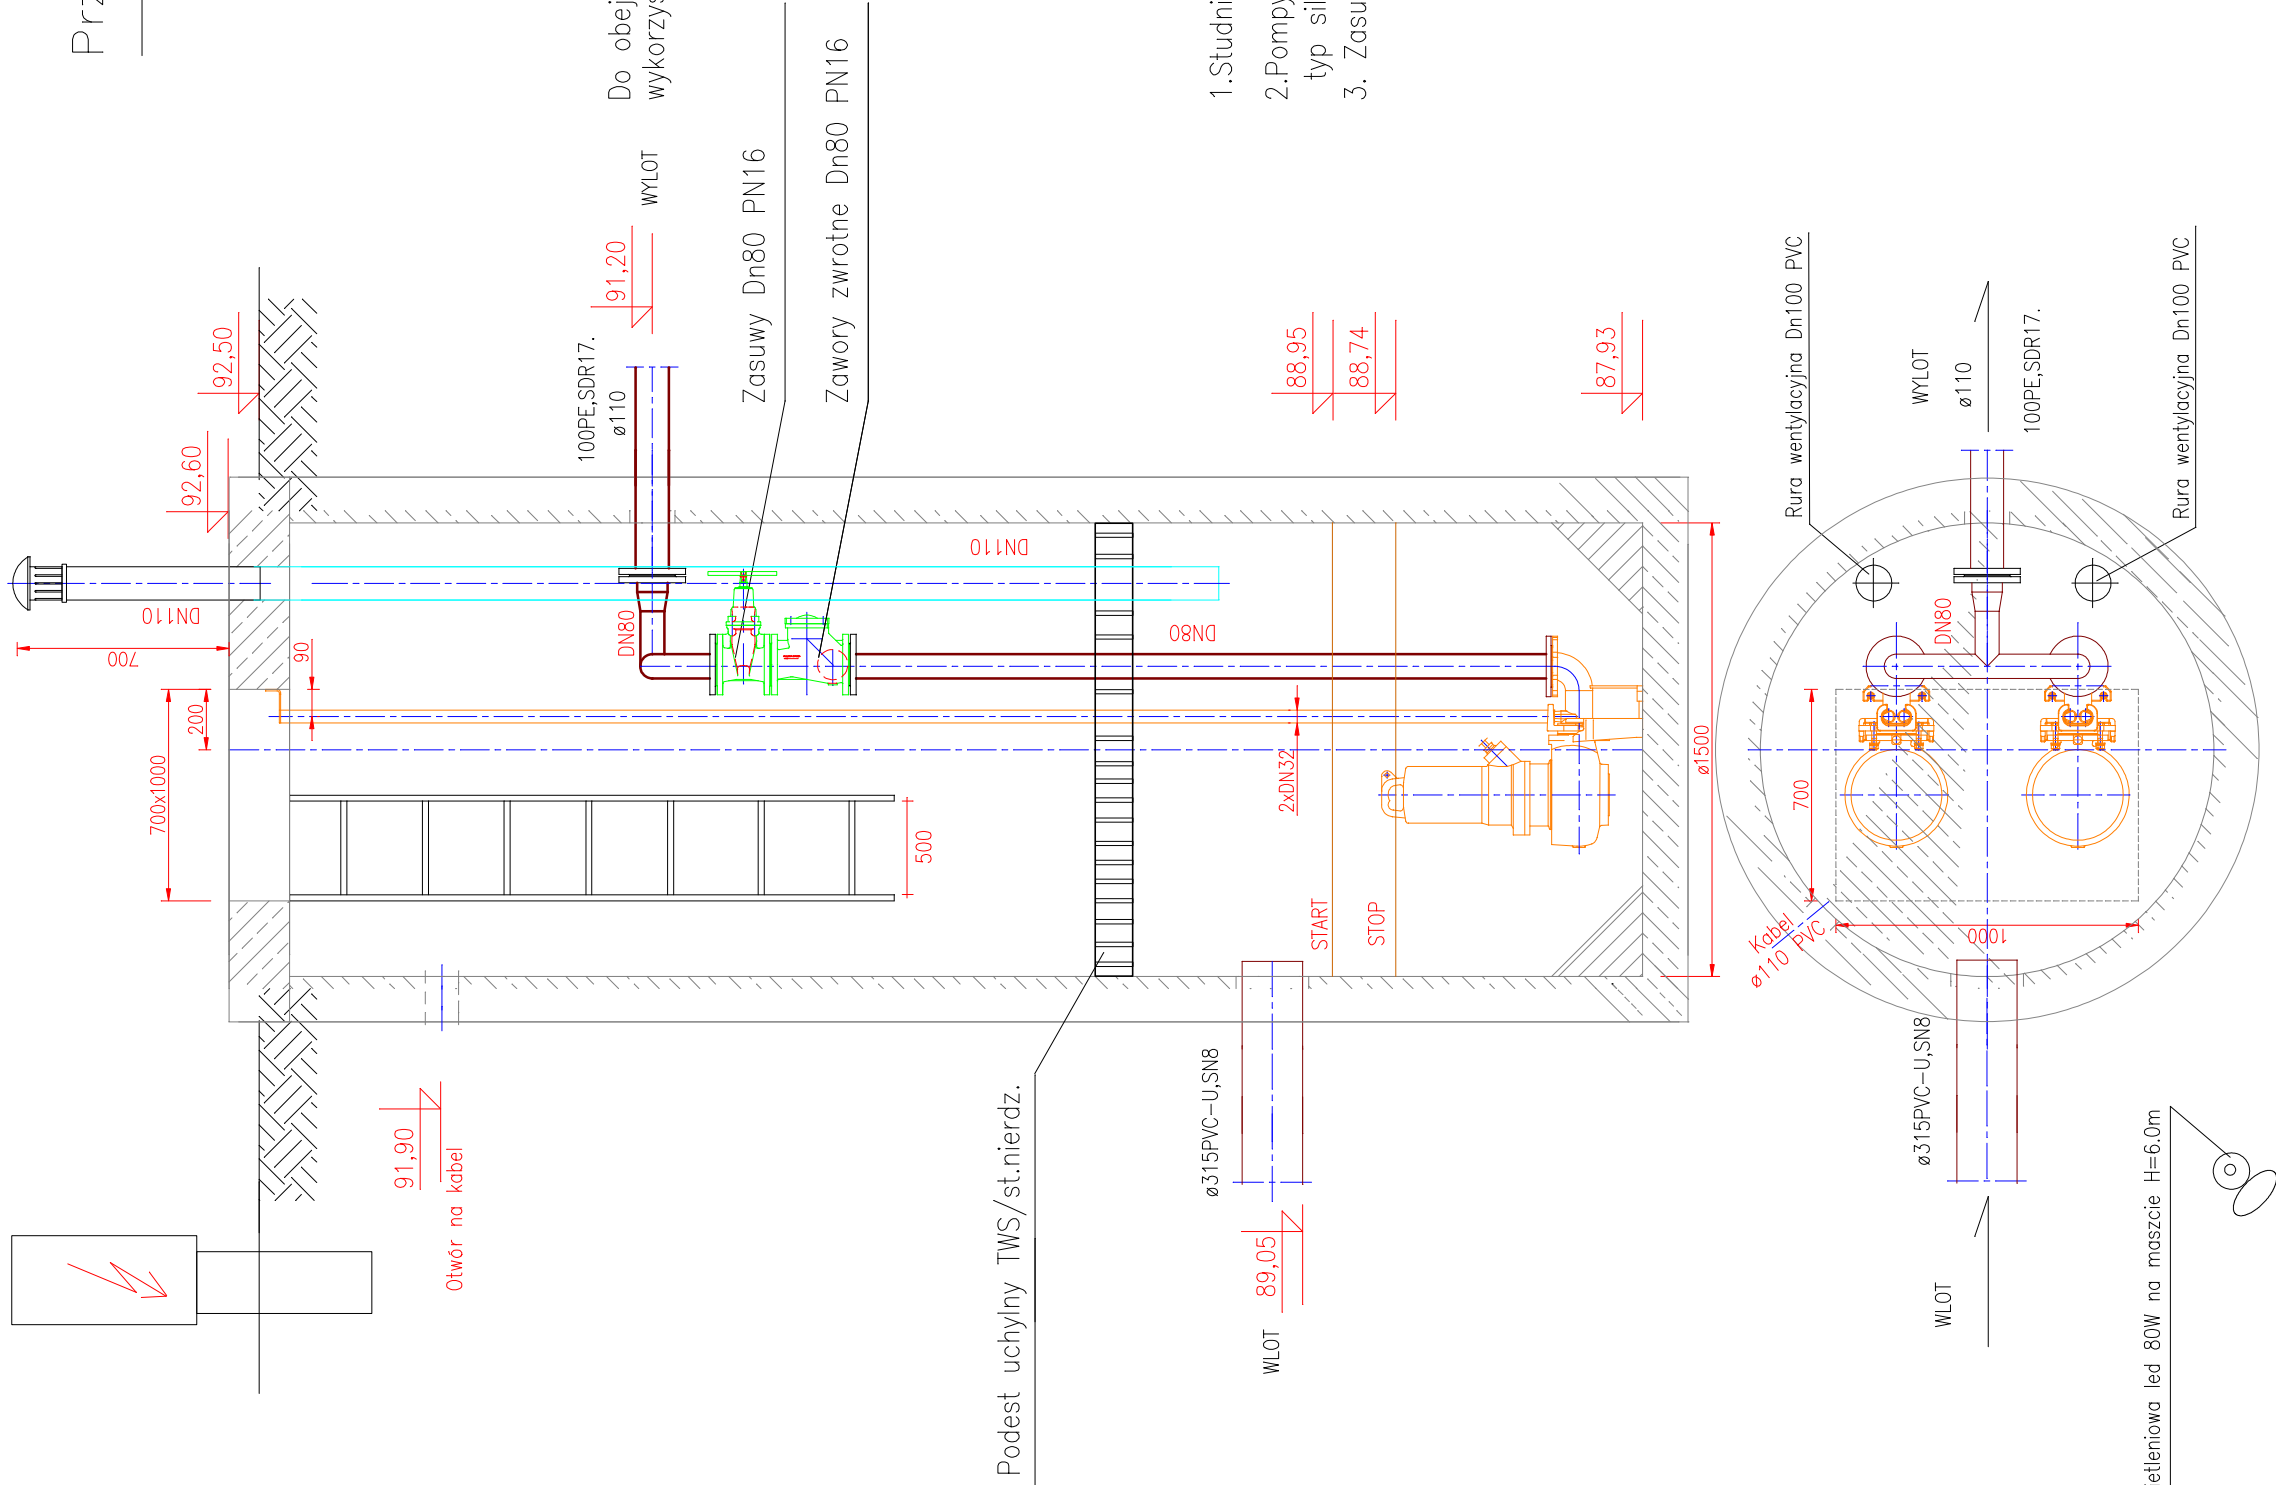 Prz
Do obej
wykorzys
WYLOT
91,20
100PE,SDR17.
ø110
92,50
92,60
Zasuwy Dn80 PN16
Zawory zwrotne Dn80 PN16
1.Studni
2.Pompy
typ sil
3. Zasu
DN110
700
DN110
DN80
DN80
90
200
700x1000
500
2xDN32
88,95
88,74
87,93
START
STOP
ø1500
91,90
Otwór na kabel
Podest uchylny TWS/st.nierdz.
ø315PVC-U,SN8
89,05
WLOT
Rura wentylacyjna Dn100 PVC
WYLOT
ø110
100PE,SDR17.
Rura wentylacyjna Dn100 PVC
DN80
700
1000
Kabel
ø110 PVC
ø315PVC-U,SN8
WLOT
etleniowa led 80W na maszcie H=6.0m